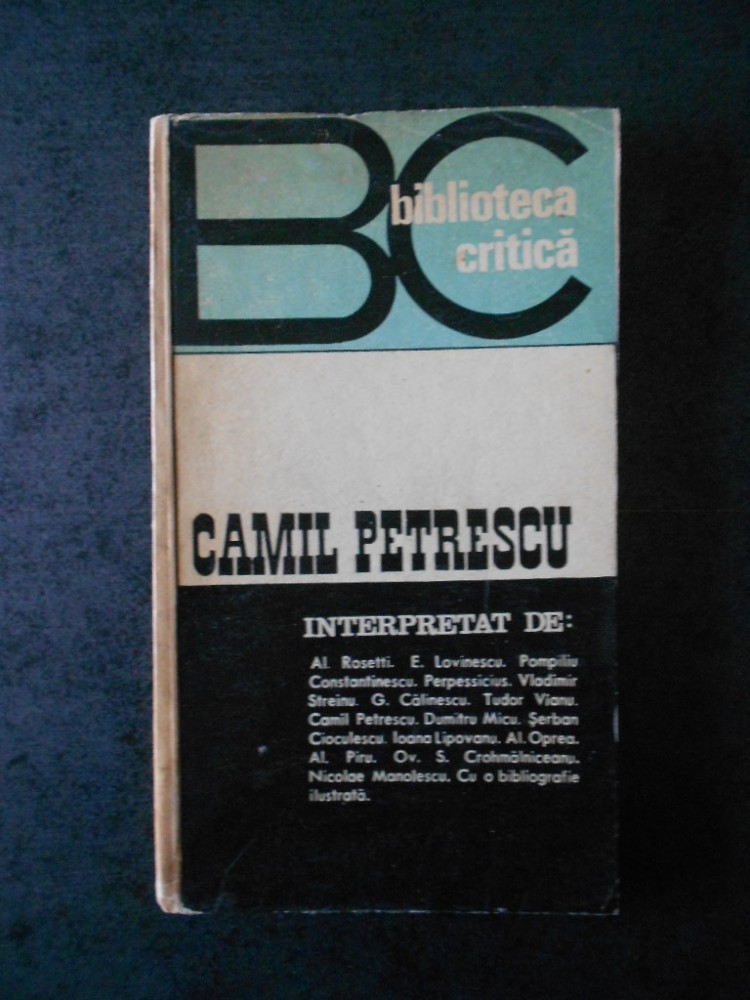 BC
biblioteca
critică
CAMIL PETRESCU
INTERPRETAT DE:
Al. Rosetti. E. Lovinescu. Pompiliu
Constantinescu. Perpessicius. Vladimir
Streinu. G. Călinescu. Tudor Vianu.
Camil Petrescu. Dumitru Micu. Șerban
Cioculescu. Ioana Lipovanu. Al. Oprea.
Al. Piru. Ov. S. Crohmălniceanu.
Nicolae Manolescu. Cu o bibliografie
ilustrată.